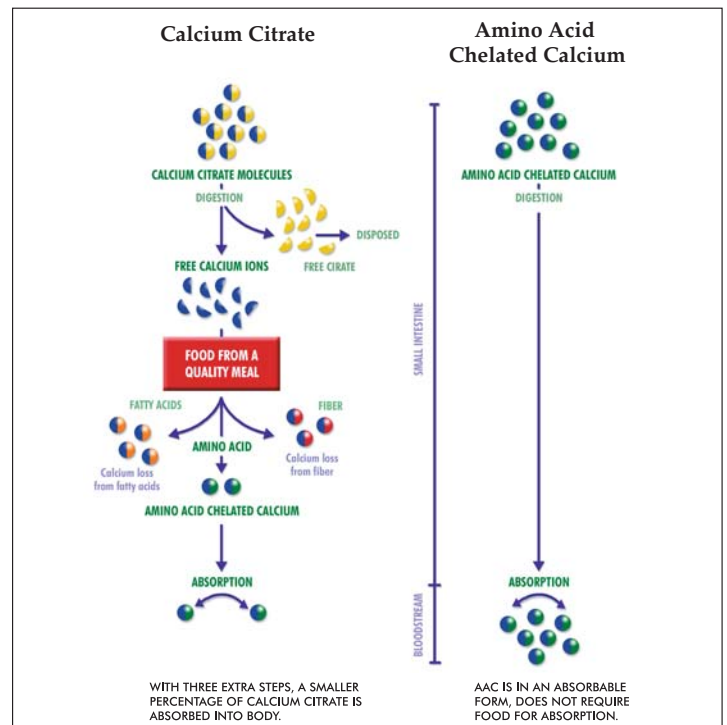 Calcium Citrate
CALCIUM CITRATE MOLECULES
DIGESTION
DISPOSED
FREE CIRATE
FREE CALCIUM IONS
FOOD FROM A
QUALITY MEAL
FATTY ACIDS
FIBER
AMINO ACID
Calcium loss
from fatty acids
Calcium loss
from fiber
AMINO ACID CHELATED CALCIUM
ABSORPTION
WITH THREE EXTRA STEPS, A SMALLER
PERCENTAGE OF CALCIUM CITRATE IS
ABSORBED INTO BODY.
SMALL INTESTINE
BLOODSTREAM
Amino Acid
Chelated Calcium
AMINO ACID CHELATED CALCIUM
DIGESTION
ABSORPTION
AAC IS IN AN ABSORBABLE
FORM, DOES NOT REQUIRE
FOOD FOR ABSORPTION.